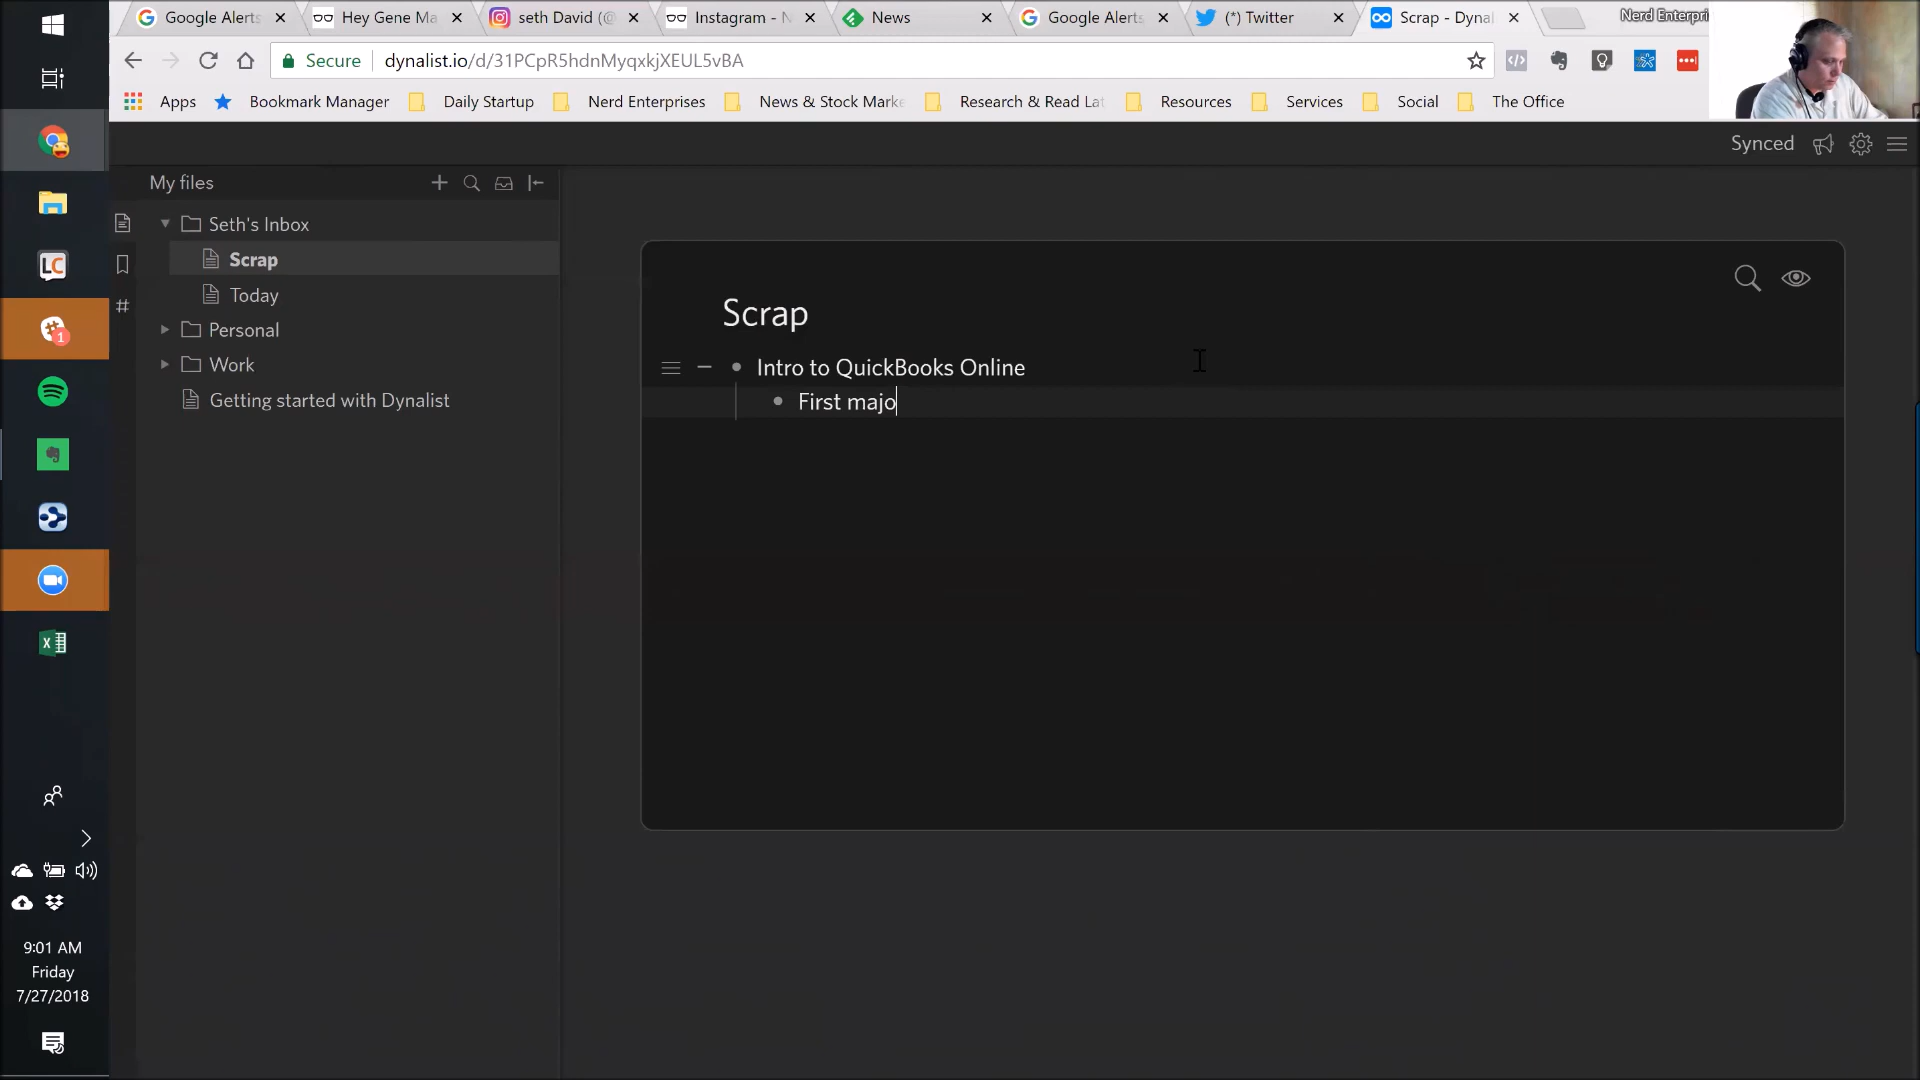 Google Alerts
Hey Gene Ma
seth David (@
Instagram - N
News
Google Alerts
(*) Twitter
Scrap - Dynal
Nerd Enterpri
Secure
dynalist.io/d/31PCpR5hdnMyqxkjXEUL5vBA
Apps
Bookmark Manager
Daily Startup
Nerd Enterprises
News & Stock Marke
Research & Read Lat
Resources
Services
Social
The Office
Synced
My files
Seth's Inbox
Scrap
Today
Personal
Work
Getting started with Dynalist
Scrap
Intro to QuickBooks Online
First majo
LC
1
9:01 AM
Friday
7/27/2018